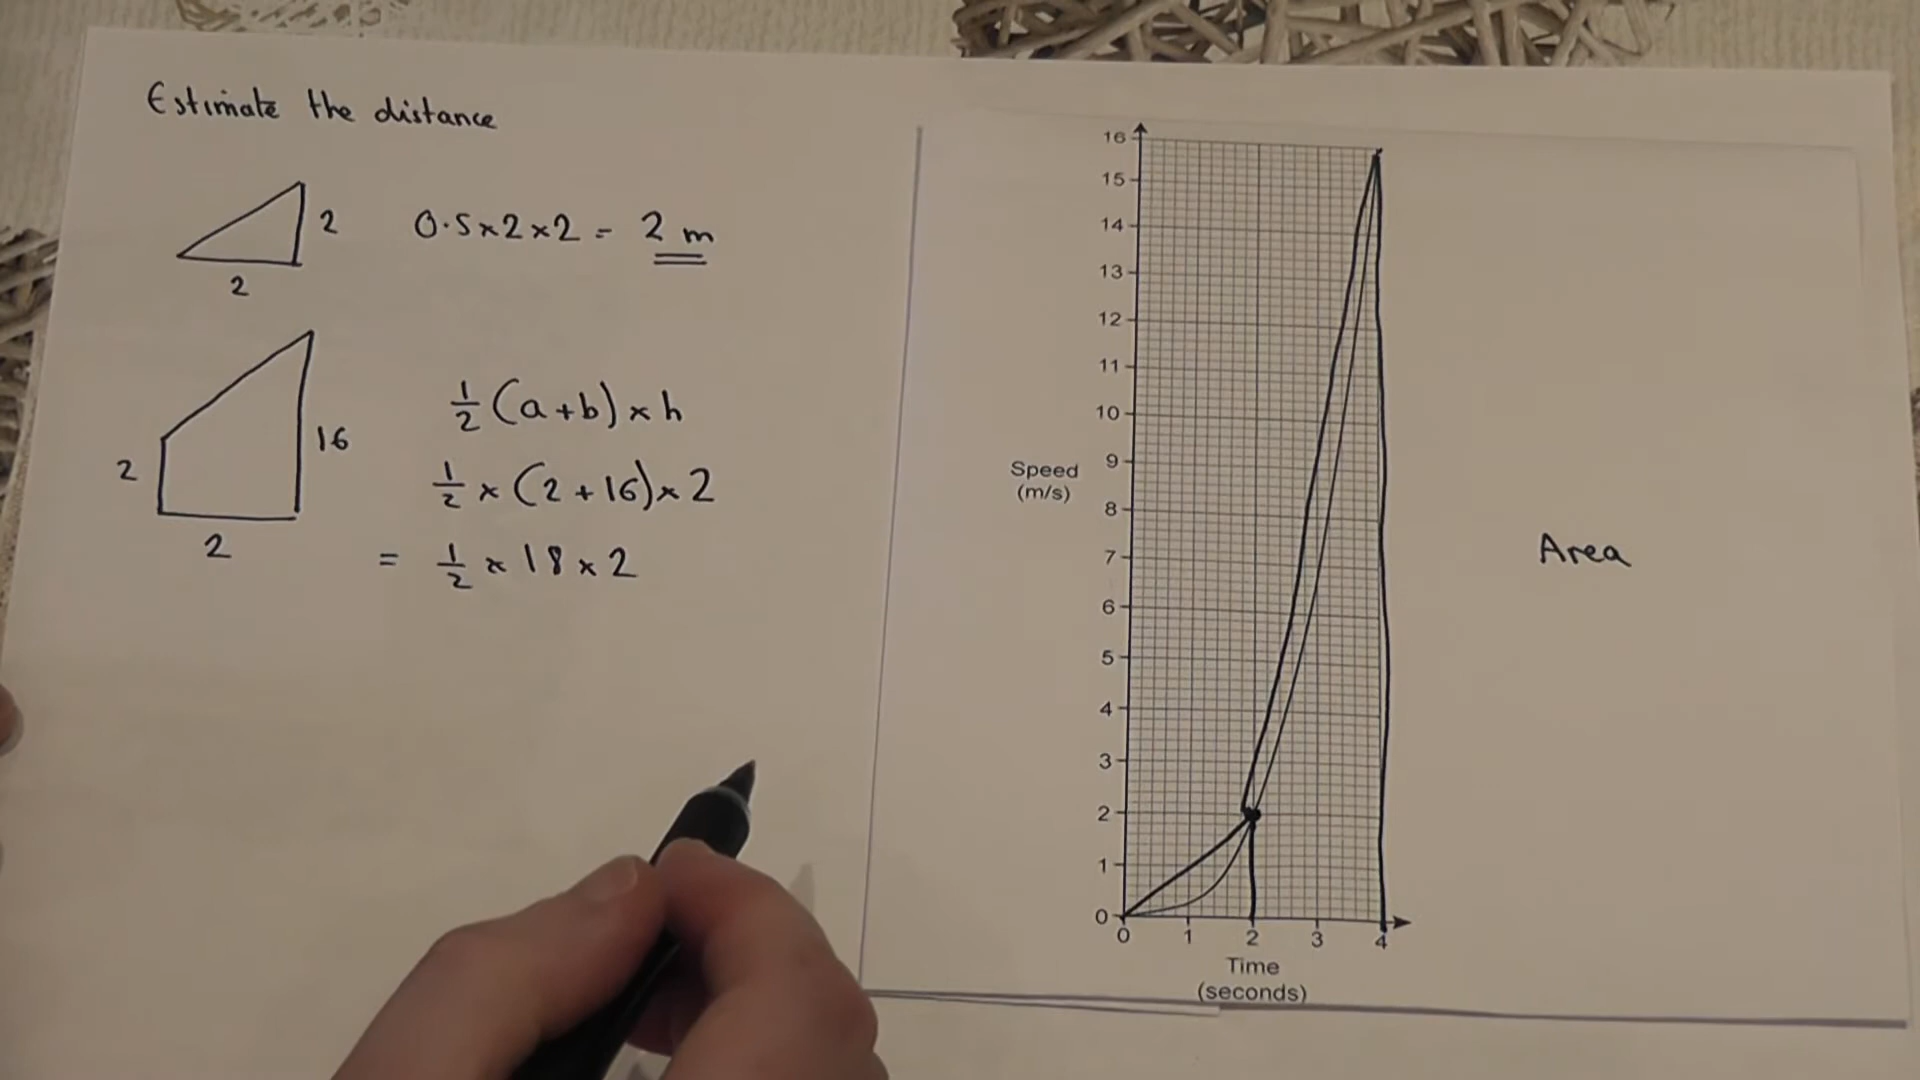 Estimate the distance
2
2
0.5×2×2 = 2 m
2
16
2
½(a+b)×h
½×(2+16)×2
= ½×18×2
16
15
14
13
12
11
10
9
8
7
6
5
4
3
2
1
0
Speed
(m/s)
0 1 2 3 4
Time
(seconds)
Area